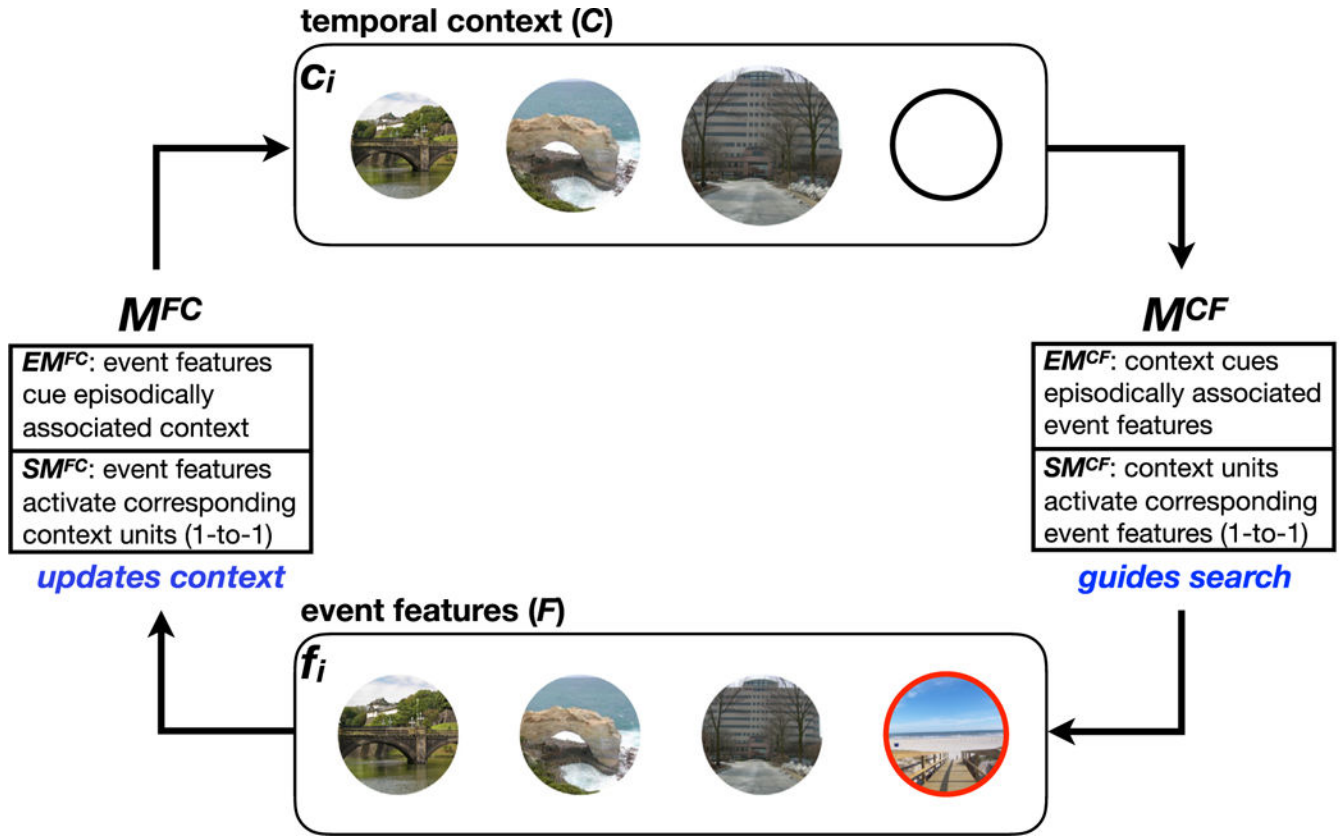 temporal context (C)
ci
MFC
EMFC: event features
cue episodically
associated context
SMFC: event features
activate corresponding
context units (1-to-1)
updates context
MCF
EMCF: context cues
episodically associated
event features
SMCF: context units
activate corresponding
event features (1-to-1)
guides search
event features (F)
fi